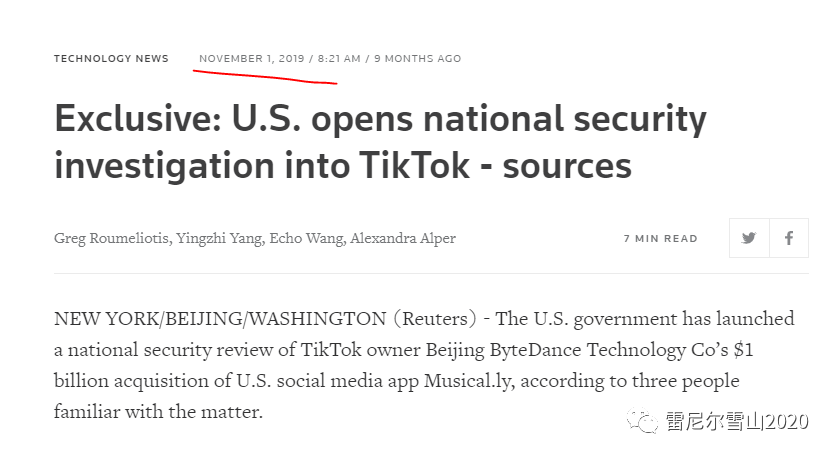 TECHNOLOGY NEWS NOVEMBER 1, 2019 / 8:21 AM / 9 MONTHS AGO
Exclusive: U.S. opens national security
investigation into TikTok - sources
Greg Roumeliotis, Yingzhi Yang, Echo Wang, Alexandra Alper 7 MIN READ
NEW YORK/BEIJING/WASHINGTON (Reuters) - The U.S. government has launched
a national security review of TikTok owner Beijing ByteDance Technology Co’s $1
billion acquisition of U.S. social media app Musical.ly, according to three people
familiar with the matter.
雷尼尔雪山2020